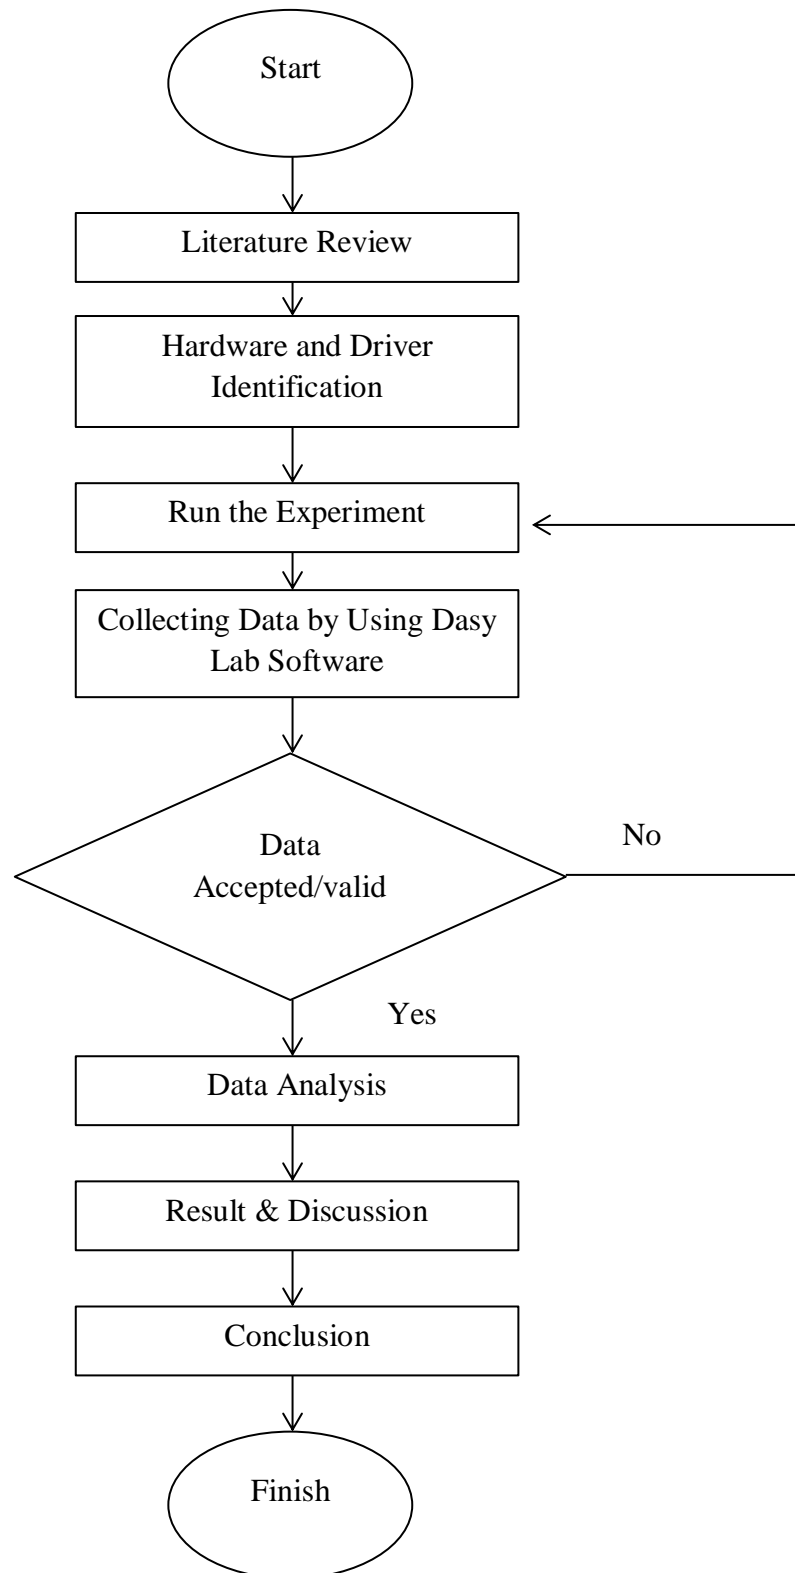 Start
Literature Review
Hardware and Driver
Identification
Run the Experiment
Collecting Data by Using Dasy
Lab Software
Data
Accepted/valid
No
Yes
Data Analysis
Result & Discussion
Conclusion
Finish